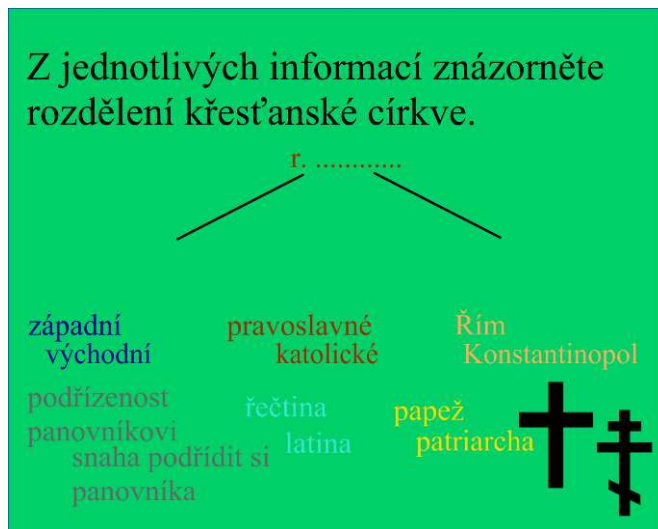 Z jednotlivých informací znázorněte
rozdělení křesťanské církve.
r. ............
západní
východní
pravoslavné
katolické
Řím
Konstantinopol
podřízenost
panovníkovi
snaha podřídit si
panovníka
řečtina
latina
papež
patriarcha